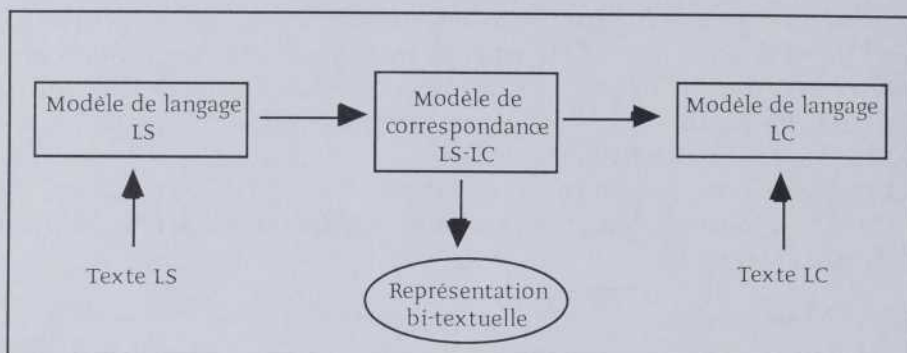 Modèle de langage
LS
Modèle de
correspondance
LS-LC
Modèle de langage
LC
Texte LS
Représentation
bi-textuelle
Texte LC